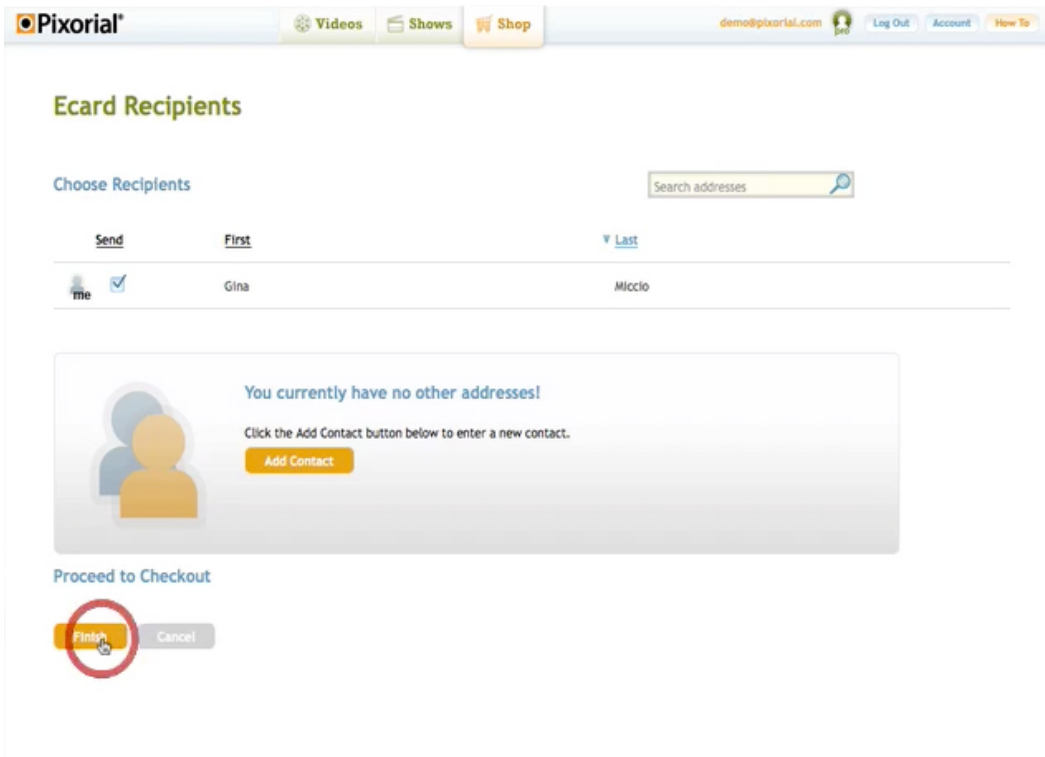 Pixorial® Videos Shows Shop demo@pixorial.com pro Log Out Account How To
Ecard Recipients
Choose Recipients Search addresses
Send First Last
me Gina Miccio
You currently have no other addresses!
Click the Add Contact button below to enter a new contact.
Add Contact
Proceed to Checkout
Finish Cancel